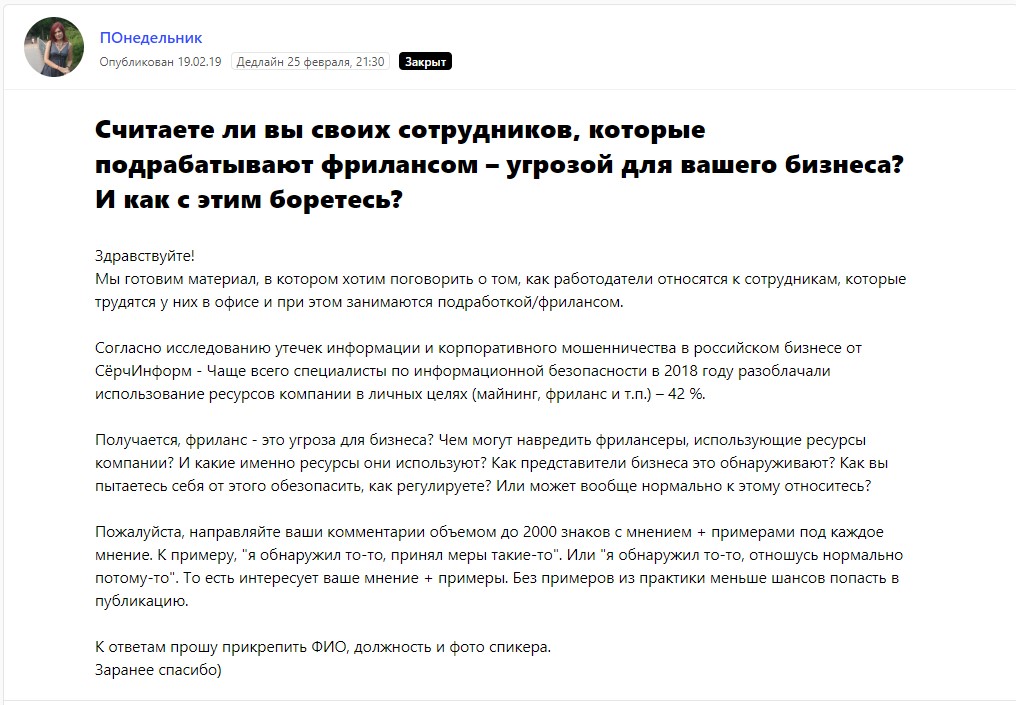 ПОнедельник
Опубликован 19.02.19 Дедлайн 25 февраля, 21:30 Закрыт
Считаете ли вы своих сотрудников, которые
подрабатывают фрилансом – угрозой для вашего бизнеса?
И как с этим боретесь?
Здравствуйте!
Мы готовим материал, в котором хотим поговорить о том, как работодатели относятся к сотрудникам, которые
трудятся у них в офисе и при этом занимаются подработкой/фрилансом.
Согласно исследованию утечек информации и корпоративного мошенничества в российском бизнесе от
СёрчИнформ - Чаще всего специалисты по информационной безопасности в 2018 году разоблачали
использование ресурсов компании в личных целях (майнинг, фриланс и т.п.) – 42 %.
Получается, фриланс - это угроза для бизнеса? Чем могут навредить фрилансеры, использующие ресурсы
компании? И какие именно ресурсы они используют? Как представители бизнеса это обнаруживают? Как вы
пытаетесь себя от этого обезопасить, как регулируете? Или может вообще нормально к этому относитесь?
Пожалуйста, направляйте ваши комментарии объемом до 2000 знаков с мнением + примерами под каждое
мнение. К примеру, "я обнаружил то-то, принял меры такие-то". Или "я обнаружил то-то, отношусь нормально
потому-то". То есть интересует ваше мнение + примеры. Без примеров из практики меньше шансов попасть в
публикацию.
К ответам прошу прикрепить ФИО, должность и фото спикера.
Заранее спасибо)